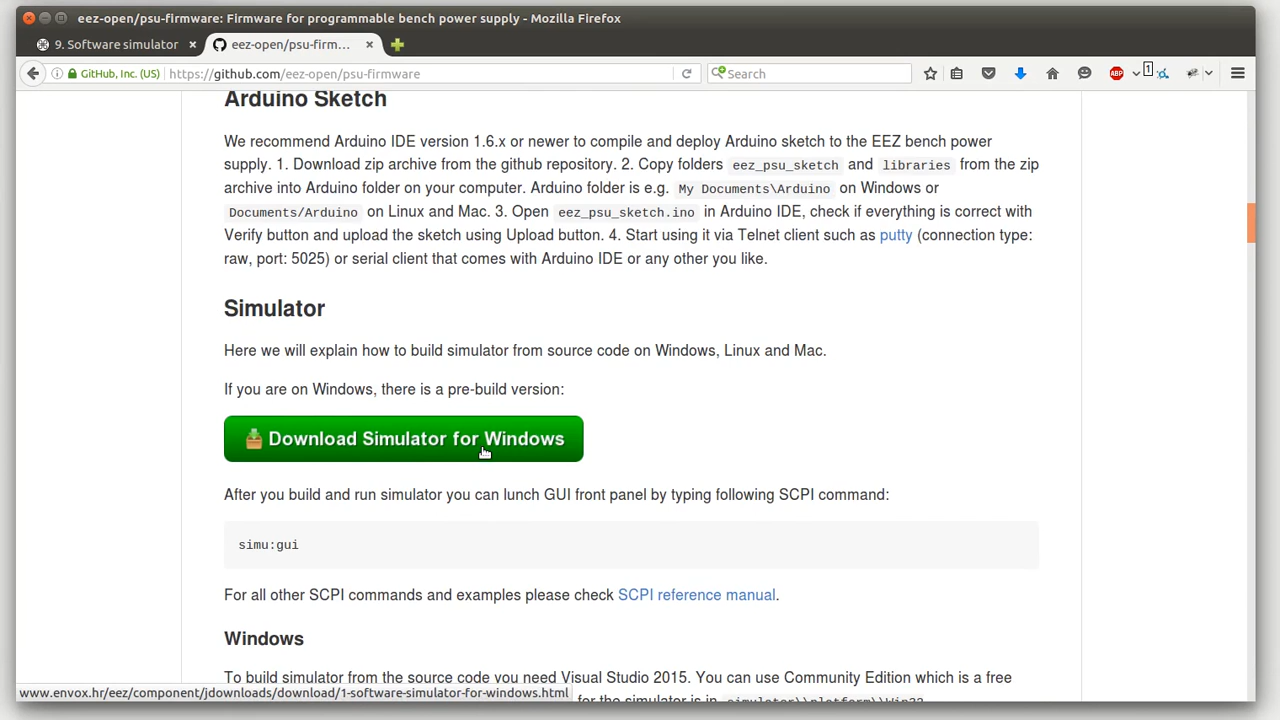 eez-open/psu-firmware: Firmware for programmable bench power supply - Mozilla Firefox
9. Software simulator
eez-open/psu-firm...
GitHub, Inc. (US) https://github.com/eez-open/psu-firmware Search ABP 1
Arduino Sketch
We recommend Arduino IDE version 1.6.x or newer to compile and deploy Arduino sketch to the EEZ bench power
supply. 1. Download zip archive from the github repository. 2. Copy folders eez_psu_sketch and libraries from the zip
archive into Arduino folder on your computer. Arduino folder is e.g. My Documents\Arduino on Windows or
Documents/Arduino on Linux and Mac. 3. Open eez_psu_sketch.ino in Arduino IDE, check if everything is correct with
Verify button and upload the sketch using Upload button. 4. Start using it via Telnet client such as putty (connection type:
raw, port: 5025) or serial client that comes with Arduino IDE or any other you like.
Simulator
Here we will explain how to build simulator from source code on Windows, Linux and Mac.
If you are on Windows, there is a pre-build version:
Download Simulator for Windows
After you build and run simulator you can lunch GUI front panel by typing following SCPI command:
simu:gui
For all other SCPI commands and examples please check SCPI reference manual.
Windows
To build simulator from the source code you need Visual Studio 2015. You can use Community Edition which is a free
www.envox.hr/eez/component/jdownloads/download/1-software-simulator-for-windows.html
for the simulator is in simulator\\platform\\Win32